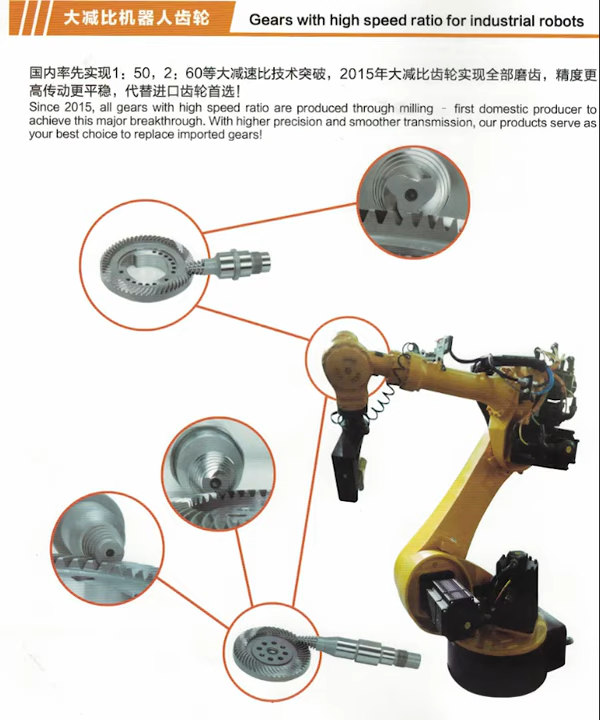 大减比机器人齿轮
Gears with high speed ratio for industrial robots
国内率先实现1：50，2：60等大减速比技术突破，2015年大减比齿轮实现全部磨齿，精度更
高传动更平稳，代替进口齿轮首选！
Since 2015, all gears with high speed ratio are produced through milling - first domestic producer to
achieve this major breakthrough. With higher precision and smoother transmission, our products serve as
your best choice to replace imported gears!